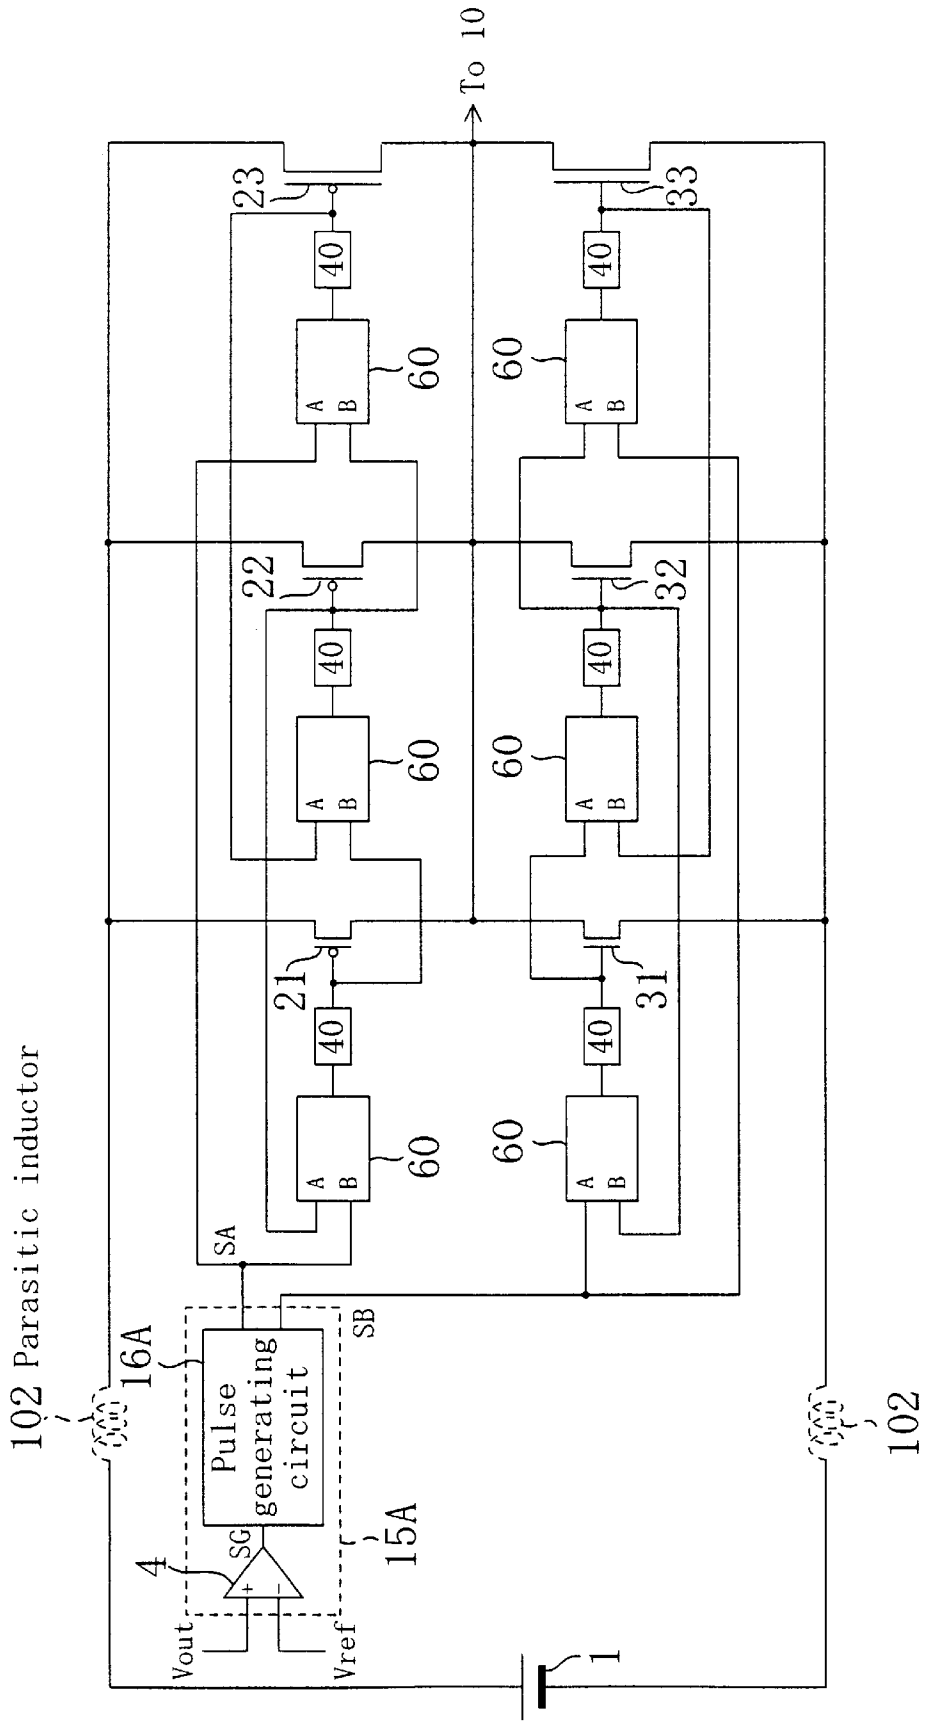 102 Parasitic inductor
To 10
23
22
21
40
40
40
60
60
60
A
B
A
B
A
B
SA
16A
Pulse
generating
circuit
SB
SG
4
+
−
Vout
Vref
15A
60
60
60
A
B
A
B
A
B
40
40
40
31
32
33
102
1